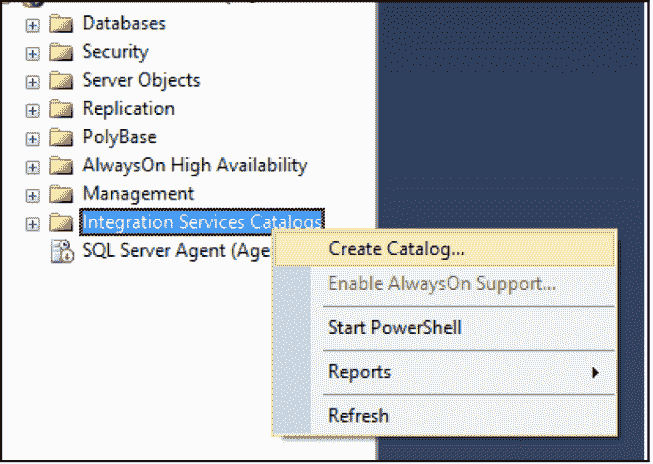 Databases
Security
Server Objects
Replication
PolyBase
AlwaysOn High Availability
Management
Integration Services Catalogs
SQL Server Agent (Age
Create Catalog...
Enable AlwaysOn Support...
Start PowerShell
Reports
Refresh